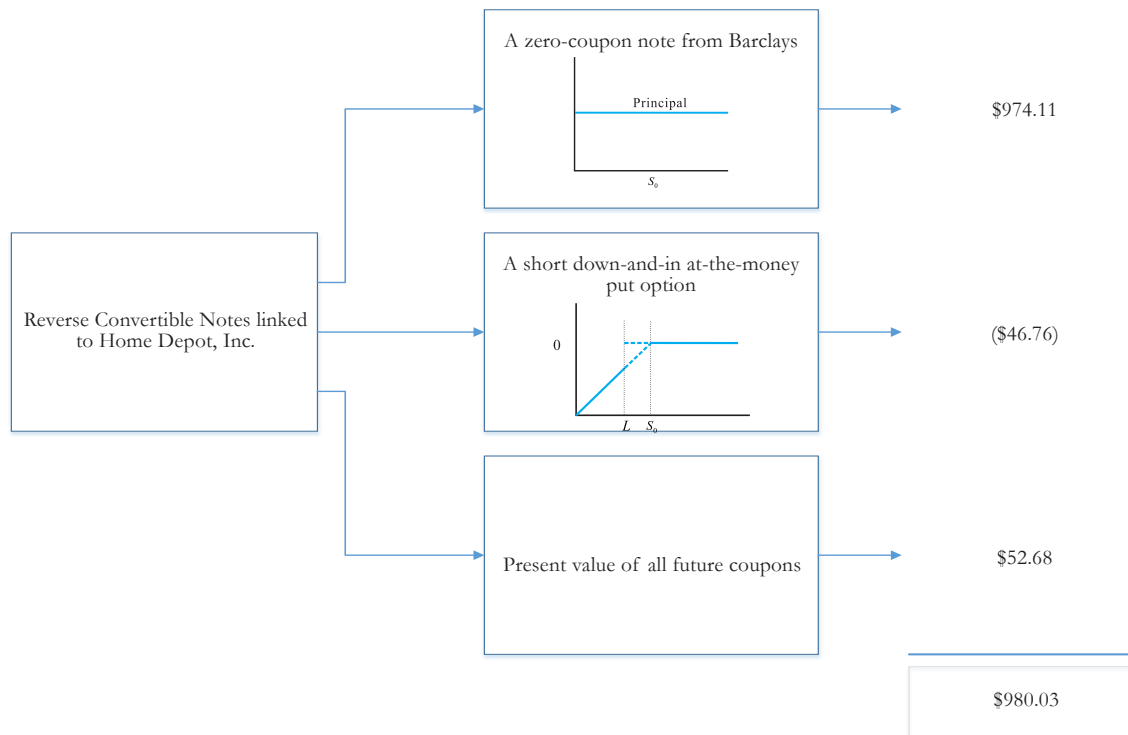 A zero-coupon note from Barclays
Principal
S₀
$974.11
Reverse Convertible Notes linked
to Home Depot, Inc.
A short down-and-in at-the-money
put option
0
L S₀
($46.76)
Present value of all future coupons
$52.68
$980.03